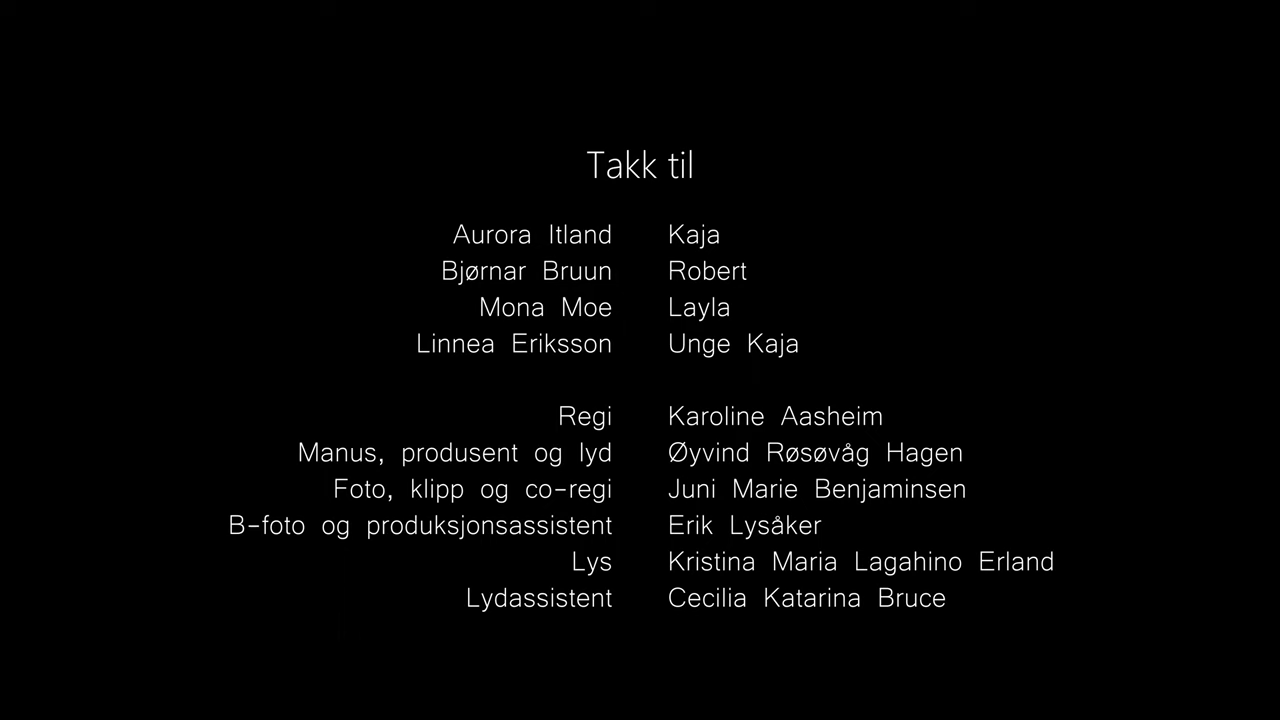 Takk til
Aurora Itland Kaja
Bjørnar Bruun Robert
Mona Moe Layla
Linnea Eriksson Unge Kaja
Regi Karoline Aasheim
Manus, produsent og lyd Øyvind Røsøvåg Hagen
Foto, klipp og co-regi Juni Marie Benjaminsen
B-foto og produksjonsassistent Erik Lysåker
Lys Kristina Maria Lagahino Erland
Lydassistent Cecilia Katarina Bruce